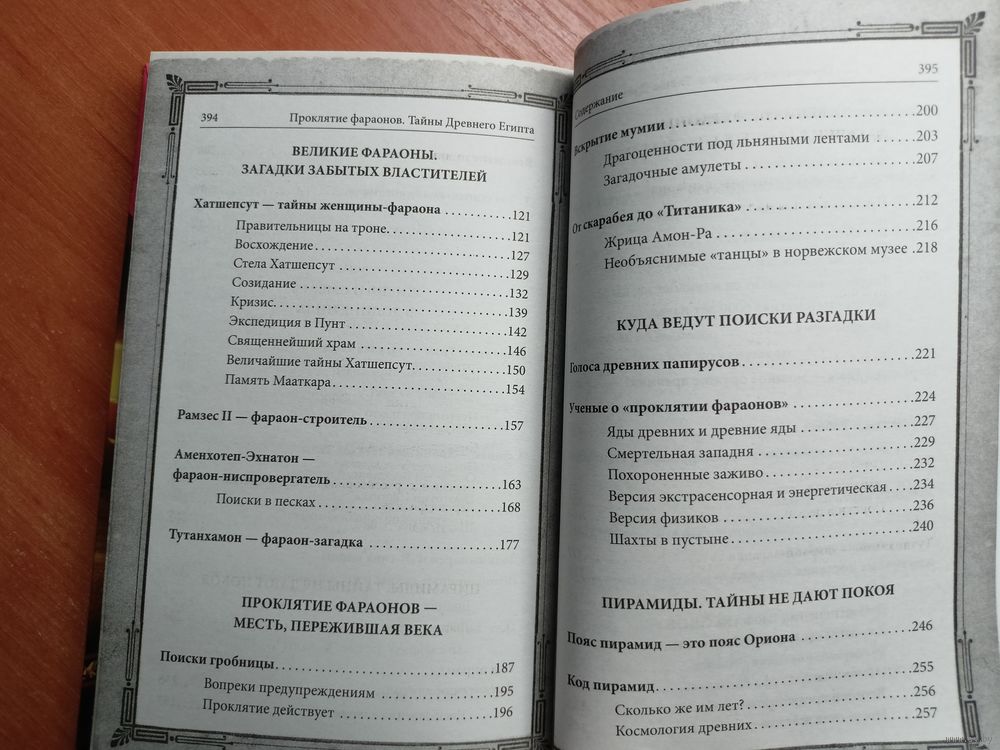 394 Проклятие фараонов. Тайны Древнего Египта
ВЕЛИКИЕ ФАРАОНЫ.
ЗАГАДКИ ЗАБЫТЫХ ВЛАСТИТЕЛЕЙ
Хатшепсут — тайны женщины-фараона ..........121
Правительницы на троне..................121
Восхождение..............................127
Стела Хатшепсут ..........................129
Созидание ................................132
Кризис....................................139
Экспедиция в Пунт ........................142
Священнейший храм ......................146
Величайшие тайны Хатшепсут..............150
Память Мааткара..........................154
Рамзес II — фараон-строитель..................157
Аменхотеп-Эхнатон —
фараон-ниспровергатель........................163
Поиски в песках ..........................168
Тутанхамон — фараон-загадка ..................177
ПРОКЛЯТИЕ ФАРАОНОВ —
МЕСТЬ, ПЕРЕЖИВШАЯ ВЕКА
Поиски гробницы..............................187
Вопреки предупреждениям ................195
Проклятие действует ......................196
395
Содержание
Вскрытие мумии ..............................200
Драгоценности под льняными лентами ......203
Загадочные амулеты ......................207
От скарабея до «Титаника» ....................212
Жрица Амон-Ра ..........................216
Необъяснимые «танцы» в норвежском музее .218
КУДА ВЕДУТ ПОИСКИ РАЗГАДКИ
Голоса древних папирусов ....................221
Ученые о «проклятии фараонов» ..............224
Яды древних и древние яды ................227
Смертельная западня ......................229
Похороненные заживо....................232
Версия экстрасенсорная и энергетическая ....234
Версия физиков ..........................236
Шахты в пустыне..........................240
ПИРАМИДЫ. ТАЙНЫ НЕ ДАЮТ ПОКОЯ
Пояс пирамид — это пояс Ориона ..............246
Код пирамид..................................255
Сколько же им лет?........................256
Космология древних......................257